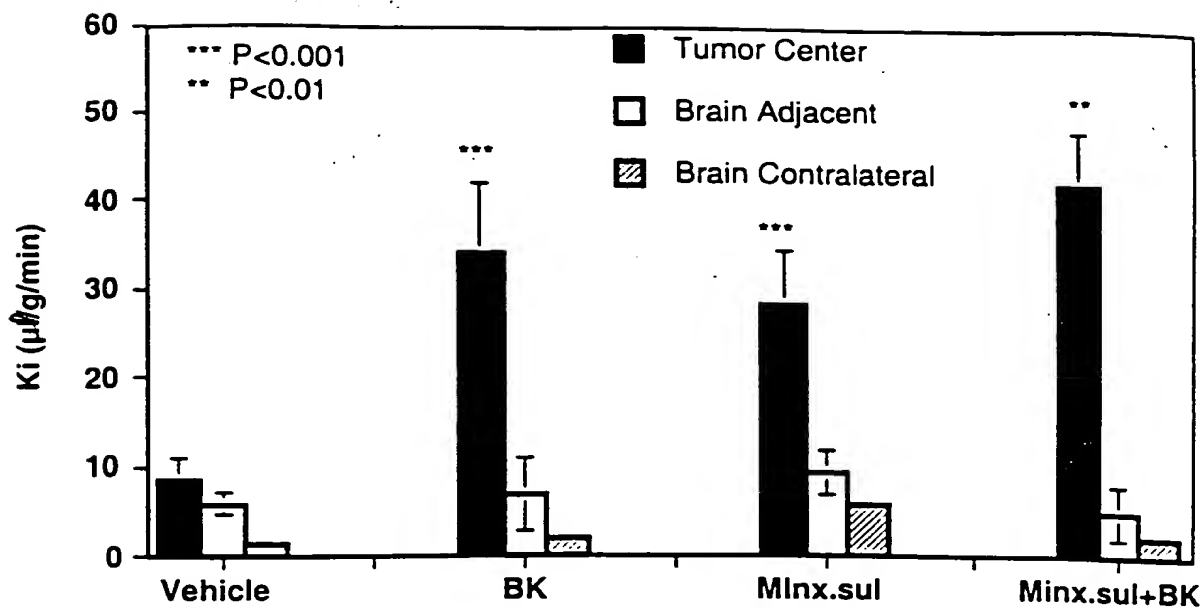 60
50
40
30
20
10
0
Ki (µl/g/min)
*** P<0.001
** P<0.01
Tumor Center
Brain Adjacent
Brain Contralateral
***
***
**
Vehicle
BK
MInx.sul
Minx.sul+BK